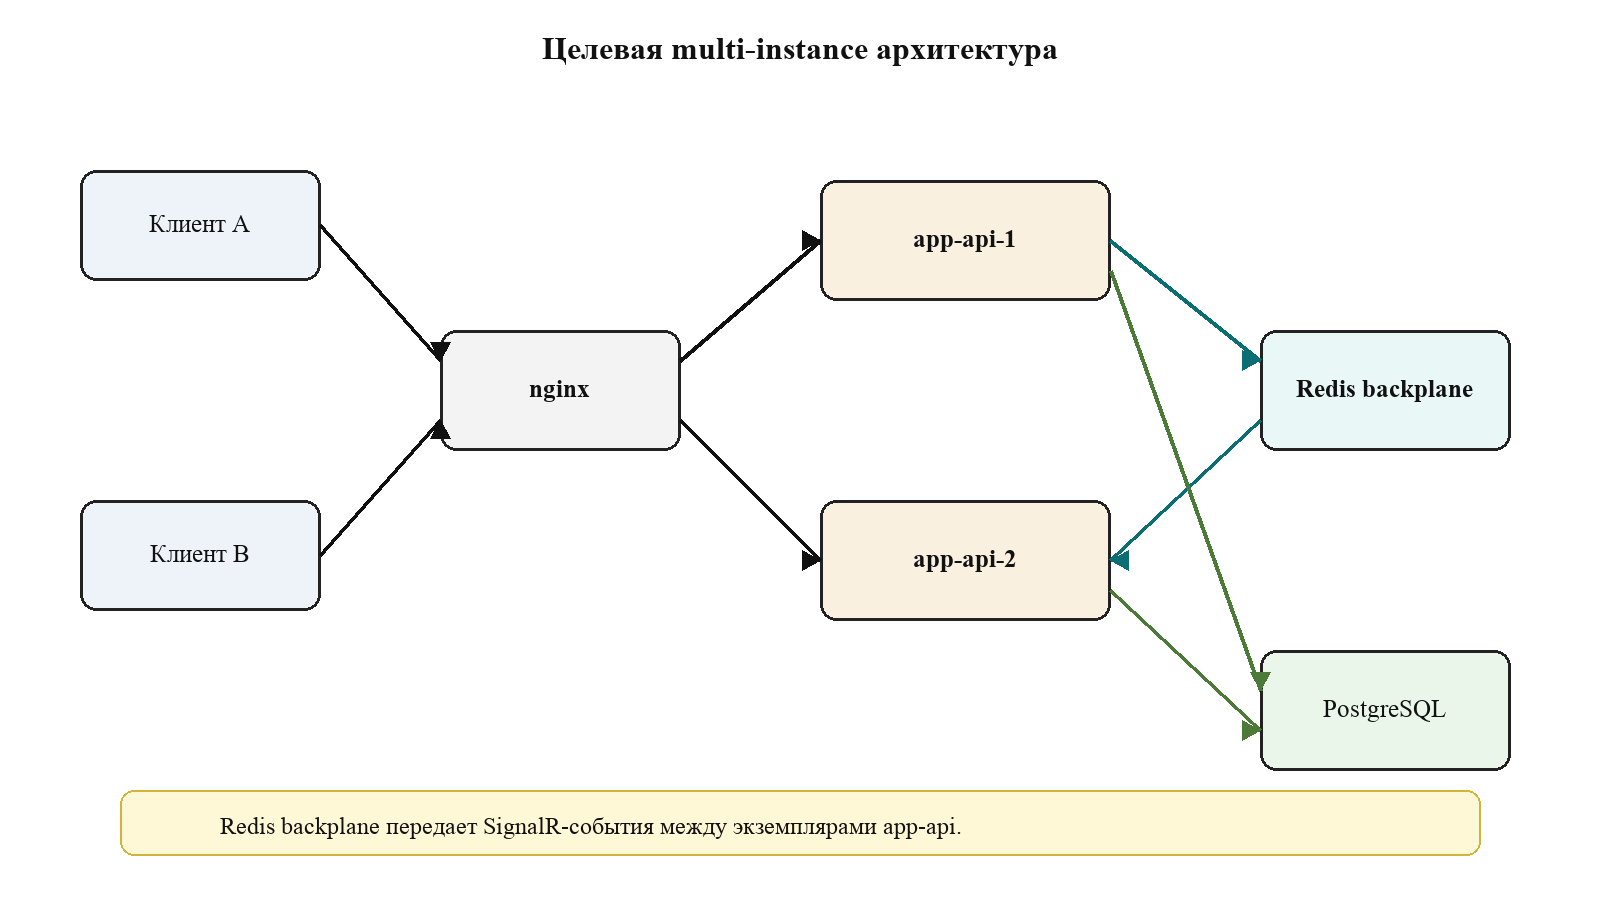 Целевая multi-instance архитектура
Клиент A
app-api-1
nginx
Redis backplane
Клиент B
app-api-2
PostgreSQL
Redis backplane передает SignalR-события между экземплярами app-api.